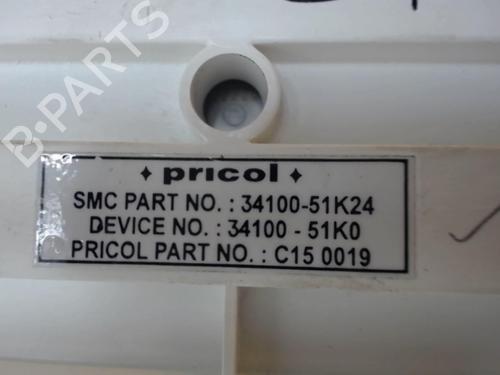 B-PARTS
pricol
SMC PART NO. : 34100-51K24
DEVICE NO. : 34100 - 51K0
PRICOL PART NO. : C15 0019